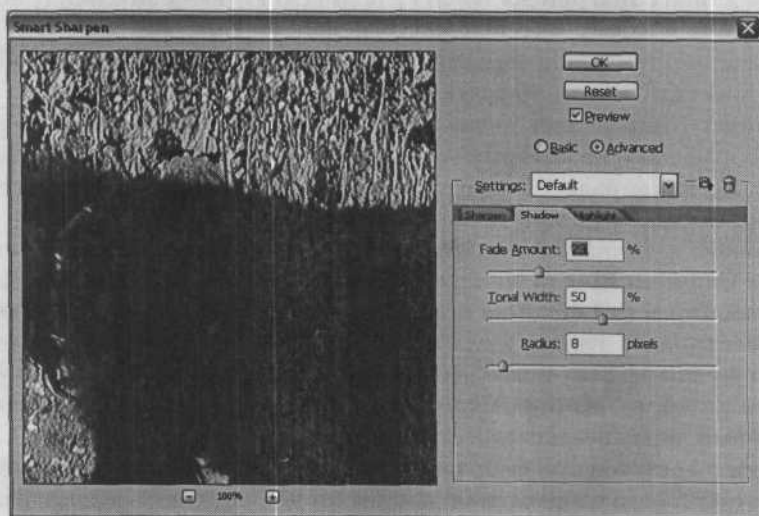 Smart Sharpen
OK
Reset
Preview
Basic Advanced
Settings: Default
Sharpen Shadow Highlight
Fade Amount: 23 %
Tonal Width: 50 %
Radius: 8 pixels
100%